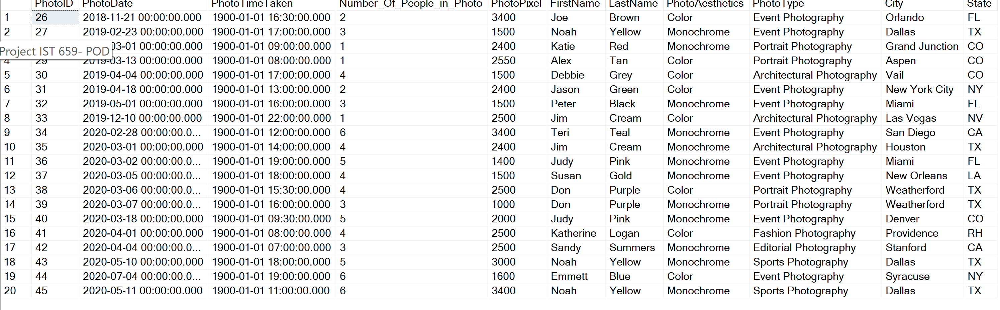 PhotoID PhotoDate PhotoTimeTaken Number_Of_People_in_Photo PhotoPixel FirstName LastName PhotoAesthetics PhotoType City State
1 26 2018-11-21 00:00:00.000 1900-01-01 16:30:00.000 2 3400 Joe Brown Color Event Photography Orlando FL
2 27 2019-02-23 00:00:00.000 1900-01-01 17:00:00.000 3 1500 Noah Yellow Monochrome Event Photography Dallas TX
Project IST 659- POD 03-01 00:00:00.000 1900-01-01 09:00:00.000 1 2400 Katie Red Monochrome Portrait Photography Grand Junction CO
4 29 2019-03-13 00:00:00.000 1900-01-01 08:00:00.000 1 2550 Alex Tan Color Portrait Photography Aspen CO
5 30 2019-04-04 00:00:00.000 1900-01-01 17:00:00.000 4 1500 Debbie Grey Color Architectural Photography Vail CO
6 31 2019-04-18 00:00:00.000 1900-01-01 13:00:00.000 2 2400 Jason Green Color Event Photography New York City NY
7 32 2019-05-01 00:00:00.000 1900-01-01 16:00:00.000 3 1500 Peter Black Monochrome Event Photography Miami FL
8 33 2019-12-10 00:00:00.000 1900-01-01 22:00:00.000 1 2500 Jim Cream Color Architectural Photography Las Vegas NV
9 34 2020-02-28 00:00:00.0... 1900-01-01 12:00:00.000 6 3400 Teri Teal Monochrome Event Photography San Diego CA
10 35 2020-03-01 00:00:00.000 1900-01-01 14:00:00.000 4 2400 Jim Cream Monochrome Architectural Photography Houston TX
11 36 2020-03-02 00:00:00.0... 1900-01-01 19:00:00.000 5 1400 Judy Pink Monochrome Event Photography Miami FL
12 37 2020-03-05 00:00:00.0... 1900-01-01 18:00:00.000 4 1500 Susan Gold Monochrome Event Photography New Orleans LA
13 38 2020-03-06 00:00:00.0... 1900-01-01 15:30:00.000 4 2500 Don Purple Color Portrait Photography Weatherford TX
14 39 2020-03-07 00:00:00.0... 1900-01-01 16:00:00.000 3 1000 Don Purple Monochrome Portrait Photography Weatherford TX
15 40 2020-03-18 00:00:00.000 1900-01-01 09:30:00.000 5 2000 Judy Pink Monochrome Event Photography Denver CO
16 41 2020-04-01 00:00:00.000 1900-01-01 08:00:00.000 4 2500 Katherine Logan Color Fashion Photography Providence RH
17 42 2020-04-04 00:00:00.0... 1900-01-01 07:00:00.000 3 2500 Sandy Summers Monochrome Editorial Photography Stanford CA
18 43 2020-05-10 00:00:00.000 1900-01-01 18:00:00.000 5 3000 Noah Yellow Monochrome Sports Photography Dallas TX
19 44 2020-07-04 00:00:00.0... 1900-01-01 19:00:00.000 6 1600 Emmett Blue Color Event Photography Syracuse NY
20 45 2020-05-11 00:00:00.000 1900-01-01 11:00:00.000 6 3400 Noah Yellow Monochrome Sports Photography Dallas TX